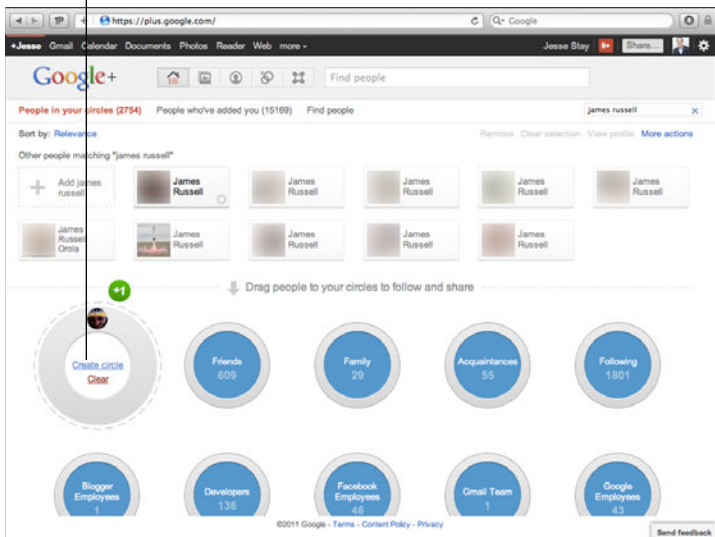 https://plus.google.com/
Google
+Jesse Gmail Calendar Documents Photos Reader Web more
Jesse Stay 9+ Share...
Google+
Find people
People in your circles (2754) People who've added you (15169) Find people
james russell
Sort by: Relevance
Remove Clear selection View profile More actions
Other people matching "james russell"
Add james
russell
James
Russell
James
Russell
James
Russell
James
Russell
James
Russell
James
Russell
Orola
James
Russell
James
Russell
James
Russell
James
Russell
Drag people to your circles to follow and share
+1
Create circle
Clear
Friends
609
Family
29
Acquaintances
55
Following
1801
Blogger
Employees
1
Developers
136
Facebook
Employees
48
Gmail Team
1
Google
Employees
43
©2011 Google - Terms - Content Policy - Privacy
Send feedback